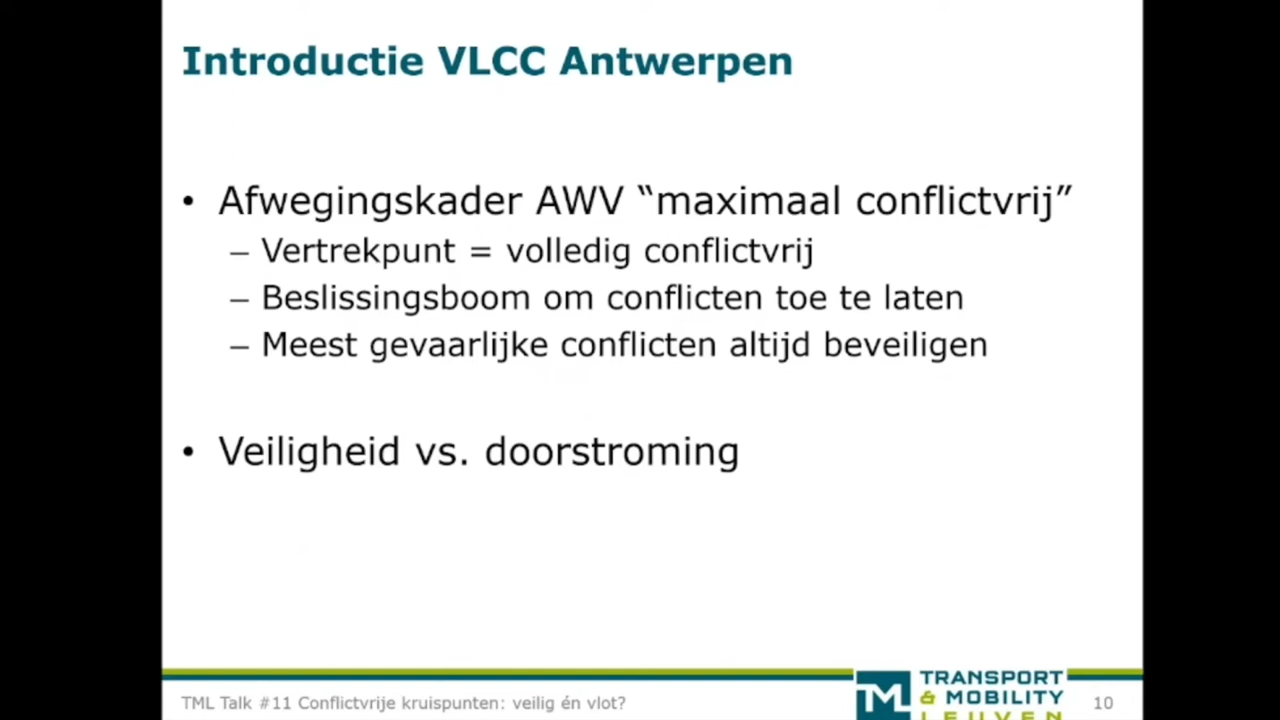 Introductie VLCC Antwerpen
• Afwegingskader AWV “maximaal conflictvrij”
– Vertrekpunt = volledig conflictvrij
– Beslissingsboom om conflicten toe te laten
– Meest gevaarlijke conflicten altijd beveiligen
• Veiligheid vs. doorstroming
TML Talk #11 Conflictvrije kruispunten: veilig én vlot?
TML
TRANSPORT
& MOBILITY
LEUVEN
10